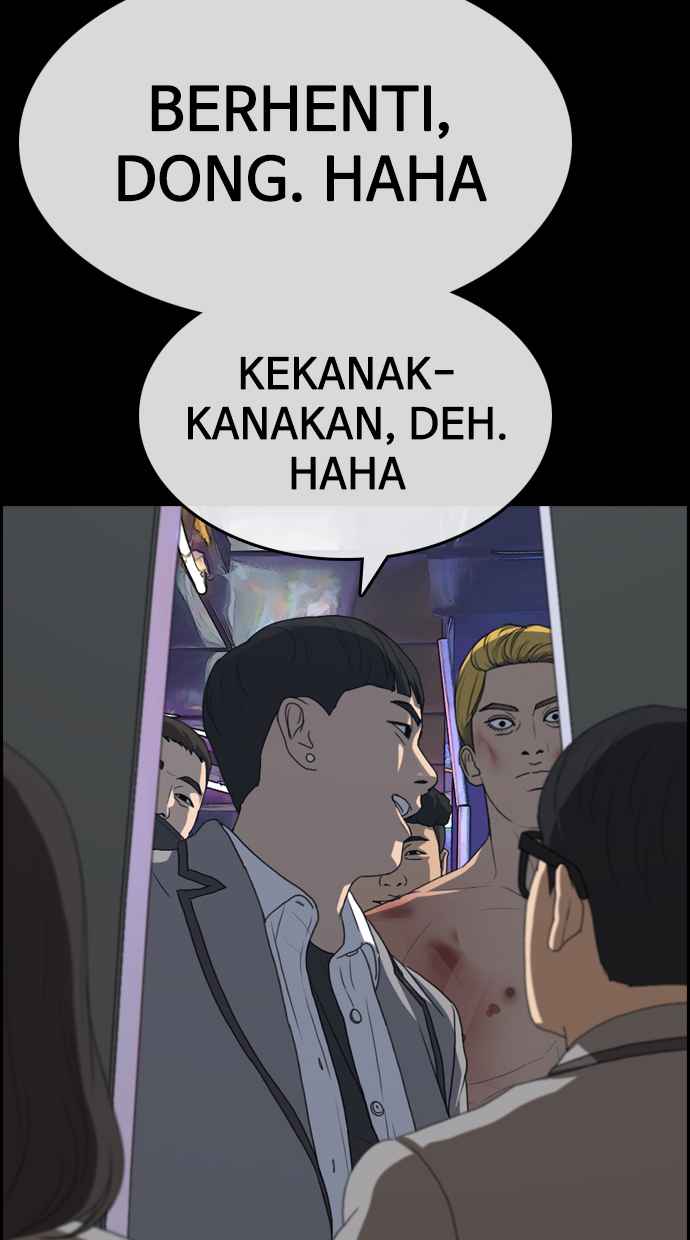 BERHENTI,
DONG. HAHA
KEKANAK-
KANAKAN, DEH.
HAHA